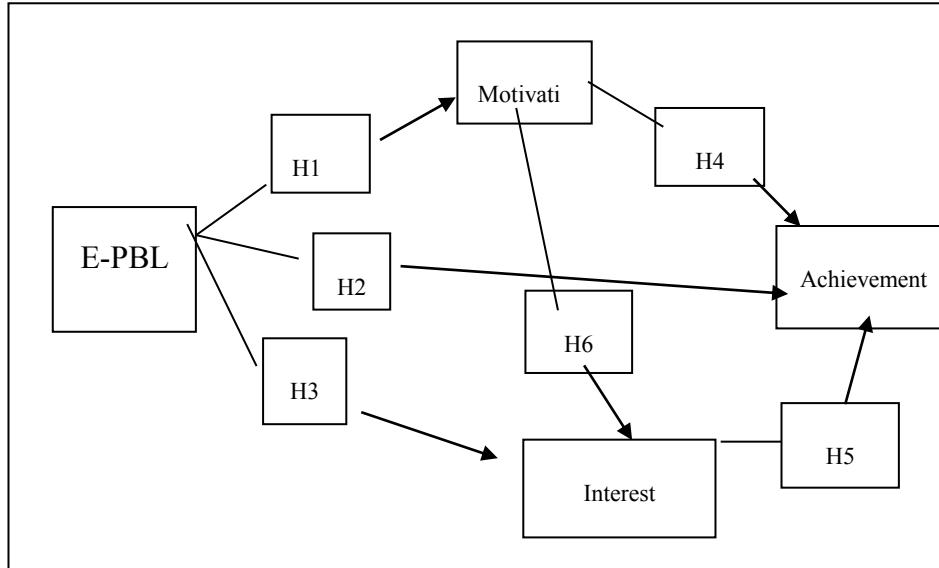 Motivati
H1
H4
E-PBL
H2
Achievement
H6
H3
H5
Interest